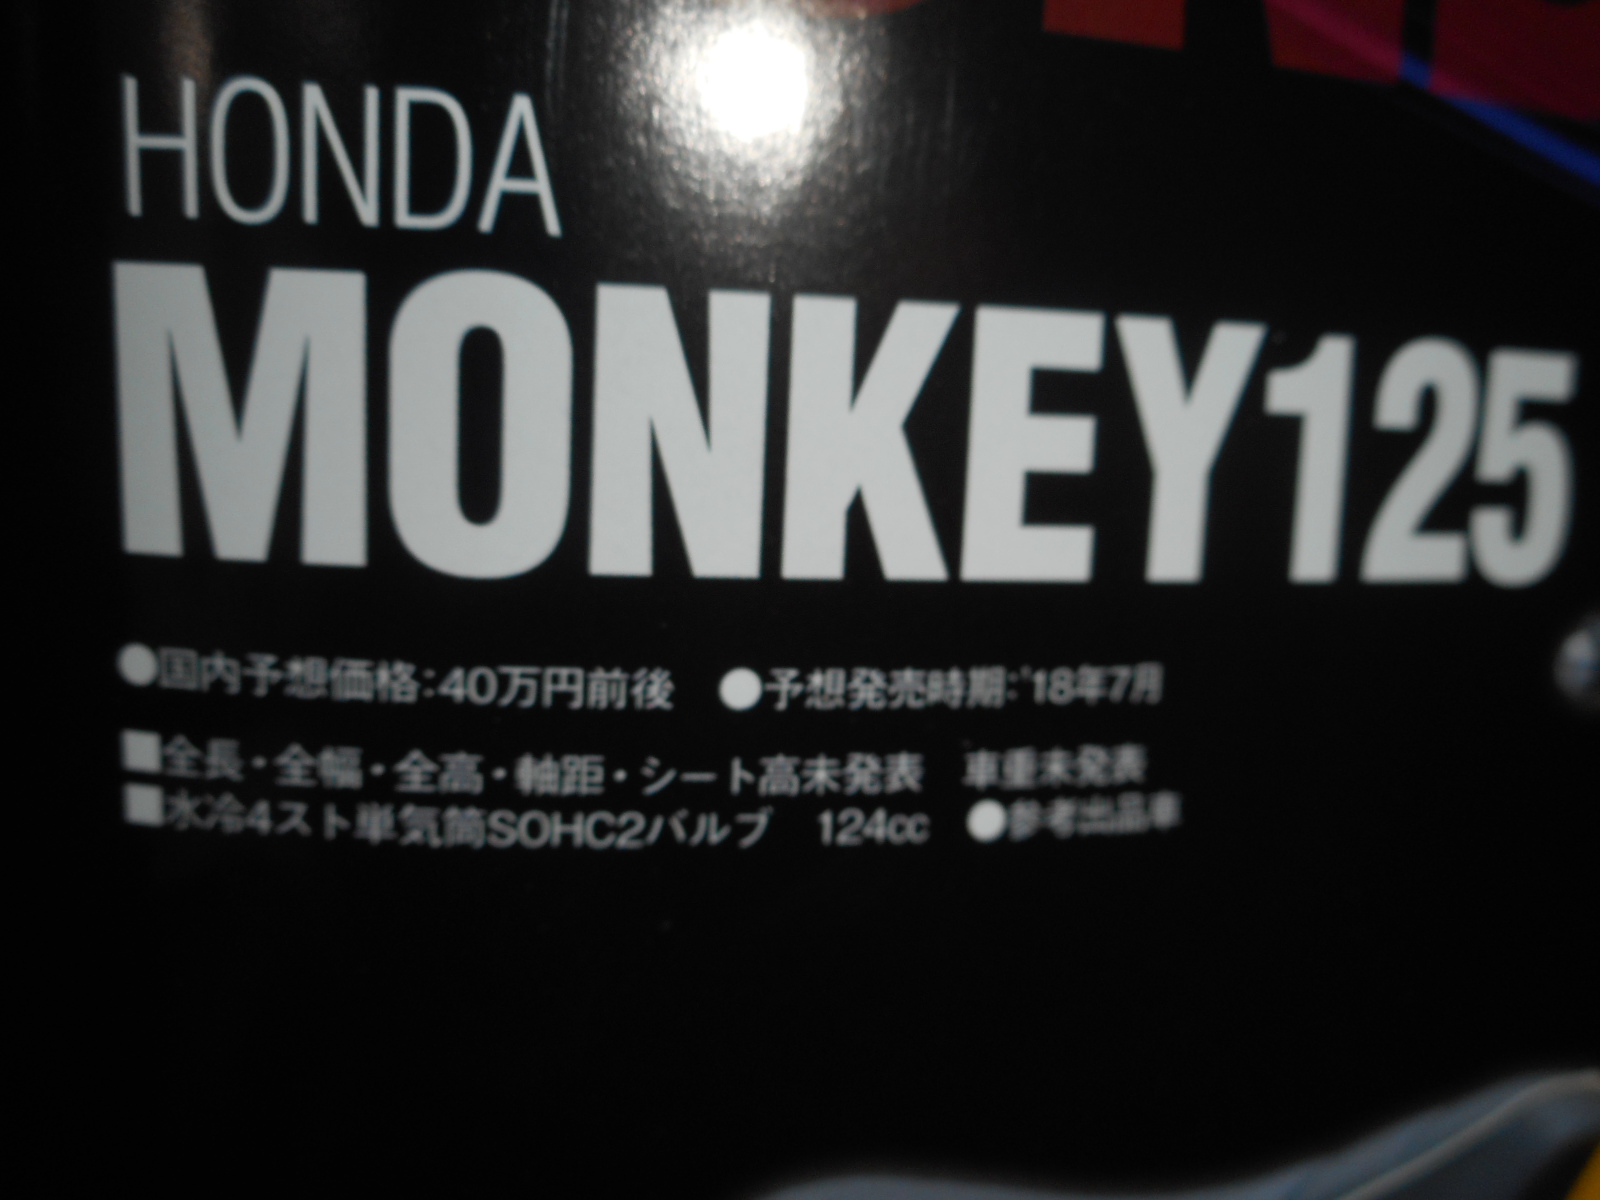 HONDA
MONKEY125
●国内予想価格:40万円前後　●予想発売時期:'18年7月
■全長・全幅・全高・軸距・シート高未発表　車重未発表
■水冷4スト単気筒SOHC2バルブ　124cc　●参考出品車